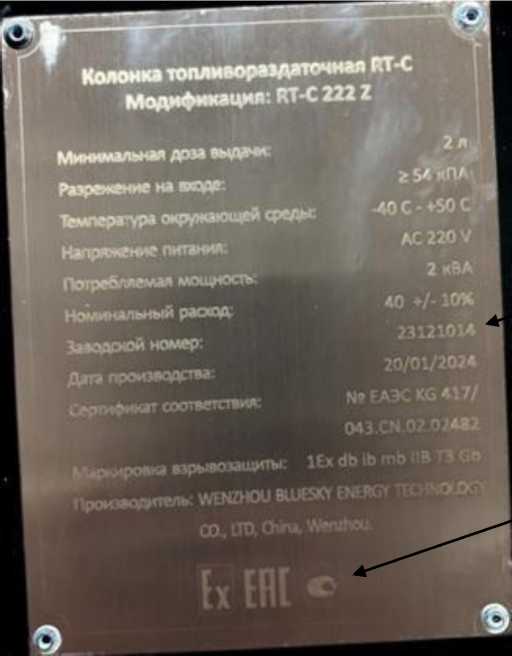 Колонка топливораздаточная RT-C
Модификация: RT-C 222 Z
Минимальная доза выдачи: 2 л
Разрежение на входе: ≥ 54 кПА
Температура окружающей среды: -40 С - +50 С
Напряжение питания: AC 220 V
Потребляемая мощность: 2 кВА
Номинальный расход: 40 +/- 10%
Заводской номер: 23121014
Дата производства: 20/01/2024
Сертификат соответствия: № ЕАЭС KG 417/
043.CN.02.02482
Маркировка взрывозащиты: 1Ex db ib mb IIB T3 Gb
Производитель: WENZHOU BLUESKY ENERGY TECHNOLOGY
CO., LTD, China, Wenzhou.
Ex EAC